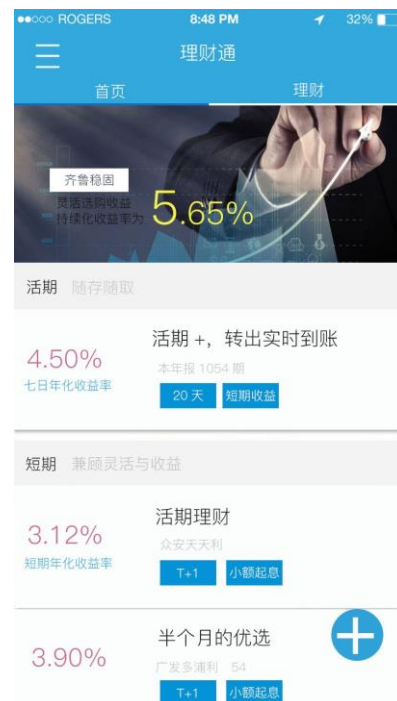 ROGERS 8:48 PM 32%
理财通
首页 理财
齐鲁稳固
灵活选购收益
持续化收益率为
5.65%
活期 随存随取
活期 +，转出实时到账
4.50%
本年报 1054 期
七日年化收益率
20 天 短期收益
短期 兼顾灵活与收益
活期理财
3.12%
众安天天利
短期年化收益率
T+1 小额起息
半个月的优选
3.90%
广发多浦利 54
T+1 小额起息